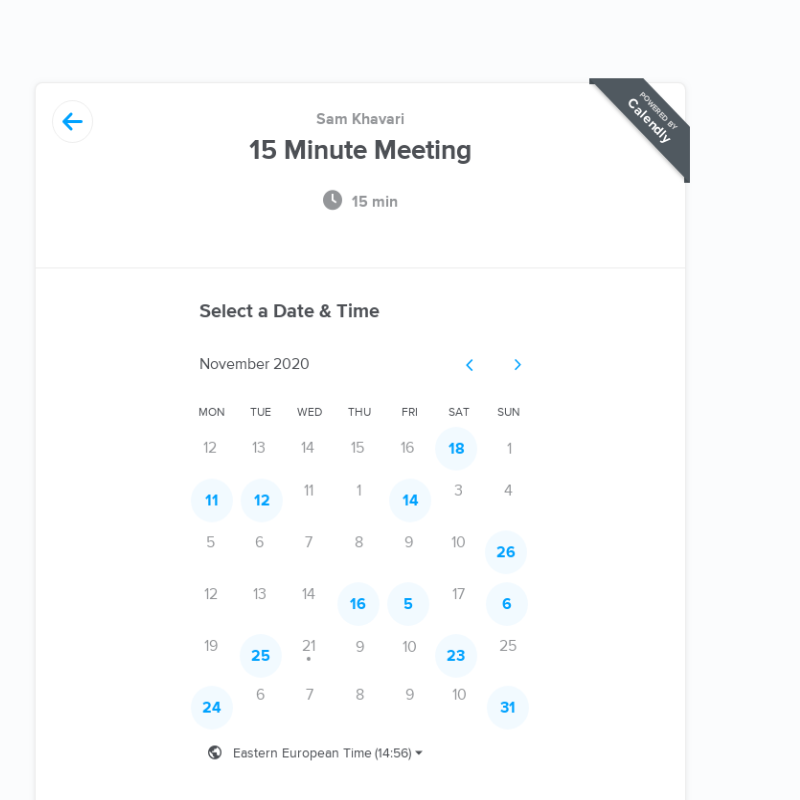 POWERED BY
Calendly
Sam Khavari
15 Minute Meeting
15 min
Select a Date & Time
November 2020
MON TUE WED THU FRI SAT SUN
12 13 14 15 16 18 1
11 12 11 1 14 3 4
5 6 7 8 9 10 26
12 13 14 16 5 17 6
19 25 21 9 10 23 25
24 6 7 8 9 10 31
Eastern European Time (14:56)